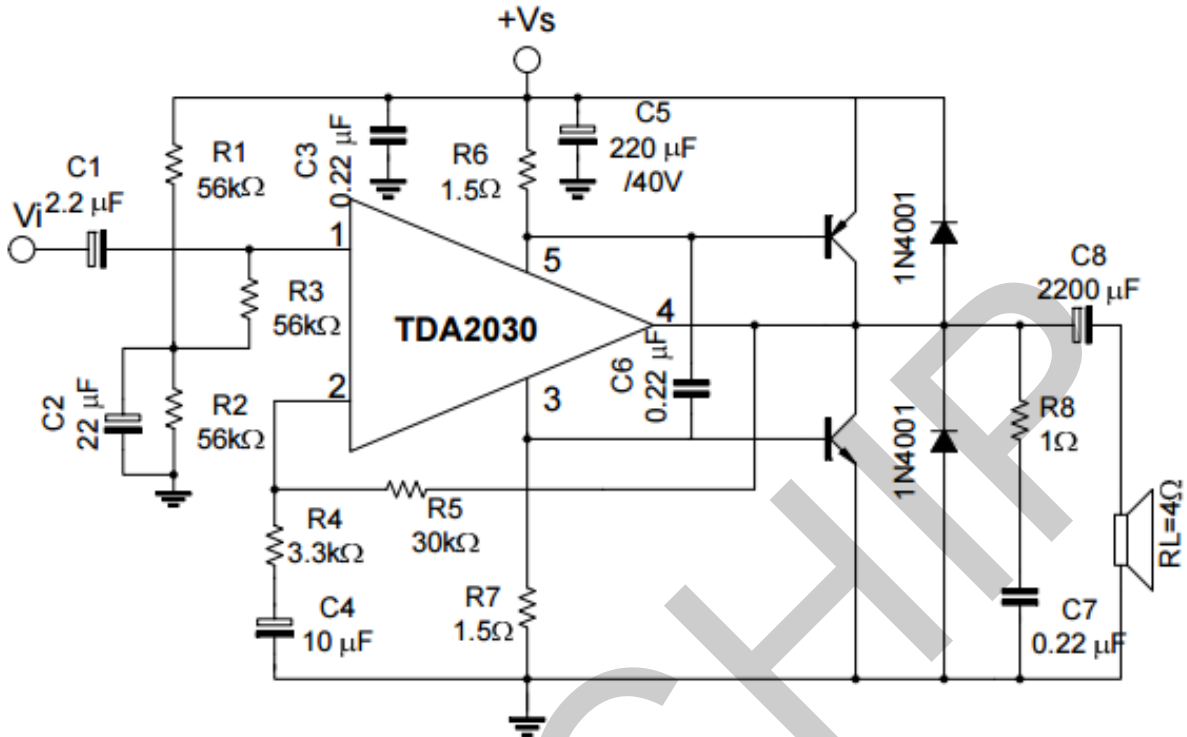 +Vs
C1
2.2 μF
Vi
R1
56kΩ
C3
0.22 μF
R6
1.5Ω
C5
220 μF
/40V
1N4001
C8
2200 μF
1
R3
56kΩ
5
TDA2030
4
C6
0.22 μF
2
3
C2
22 μF
R2
56kΩ
R8
1Ω
1N4001
RL=4Ω
R4
3.3kΩ
R5
30kΩ
C4
10 μF
R7
1.5Ω
C7
0.22 μF
CHIP